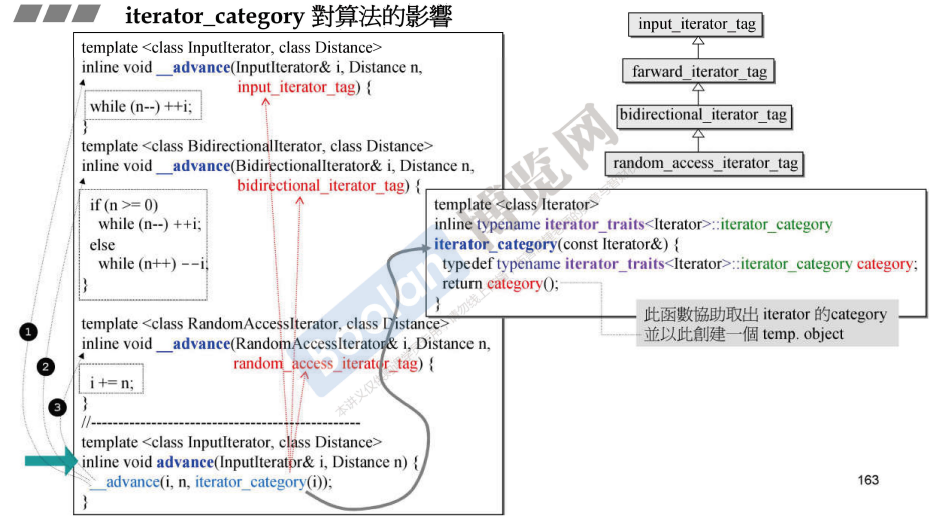 iterator_category 對算法的影響
template <class InputIterator, class Distance>
inline void __advance(InputIterator& i, Distance n,
input_iterator_tag) {
while (n--) ++i;
}
template <class BidirectionalIterator, class Distance>
inline void __advance(BidirectionalIterator& i, Distance n,
bidirectional_iterator_tag) {
if (n >= 0)
while (n--) ++i;
else
while (n++) --i;
}
template <class RandomAccessIterator, class Distance>
inline void __advance(RandomAccessIterator& i, Distance n,
random_access_iterator_tag) {
i += n;
}
//--------------------------------------------------
template <class InputIterator, class Distance>
inline void advance(InputIterator& i, Distance n) {
__advance(i, n, iterator_category(i));
}
1
2
3
input_iterator_tag
farward_iterator_tag
bidirectional_iterator_tag
random_access_iterator_tag
template <class Iterator>
inline typename iterator_traits<Iterator>::iterator_category
iterator_category(const Iterator&) {
typedef typename iterator_traits<Iterator>::iterator_category category;
return category();
}
此函數協助取出 iterator 的category
並以此創建一個 temp. object
boolan
博览网
163